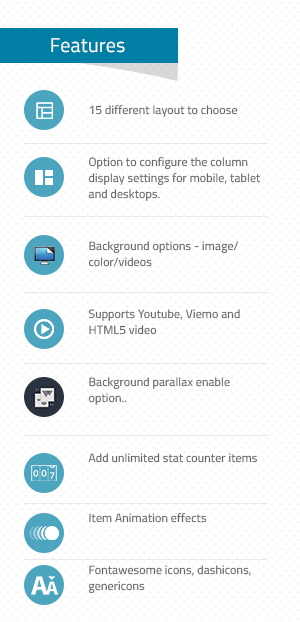 Features
15 different layout to choose
Option to configure the column
display settings for mobile, tablet
and desktops.
Background options - image/
color/videos
Supports Youtube, Viemo and
HTML5 video
Background parallax enable
option..
007
Add unlimited stat counter items
Item Animation effects
AA
Fontawesome icons, dashicons,
genericons